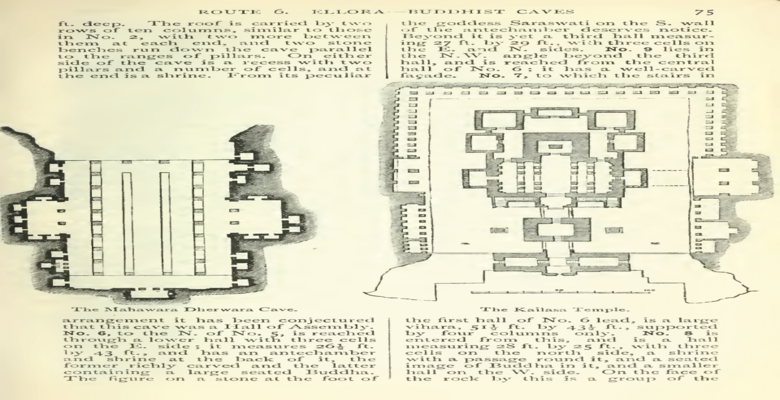 ROUTE 6. ELLORA—BUDDHIST CAVES 75
ft. deep. The roof is carried by two
rows of ten columns, similar to those
in No. 2, with two more between
them at each end, and two stone
benches run down the cave parallel
to the ranges of pillars. On either
side of the cave is a recess with two
pillars and a number of cells, and at
the end is a shrine. From its peculiar
The Mahawara Dherwara Cave.
arrangement it has been conjectured
that this cave was a Hall of Assembly.
No. 6, to the N. of No. 5, is reached
through a lower hall with three cells
on the E. side; it measures 26½ ft.
by 43 ft., and has an antechamber
and shrine at the back of it, the
former richly carved and the latter
containing a large seated Buddha.
The figure on a stone at the foot of
the goddess Saraswati on the S. wall
of the antechamber deserves notice.
Beyond it is yet a third hall measur-
ing 27 ft. by 29 ft., with three cells on
the E. and N. sides. No. 9 lies in
the N.W. angle beyond the third
hall, and is reached from the central
hall of No. 6; it has a well-carved
façade. No. 7, to which the stairs in
The Kailasa Temple.
the first hall of No. 6 lead, is a large
vihara, 51½ ft. by 43½ ft., supported
by four columns only. No. 8 is
entered from this, and is a hall
measuring 28 ft. by 25 ft., with three
cells on the north side, a shrine
with a passage round it, and a seated
image of Buddha in it, and a smaller
hall on the W. side. On the face of
the rock by this is a group of the